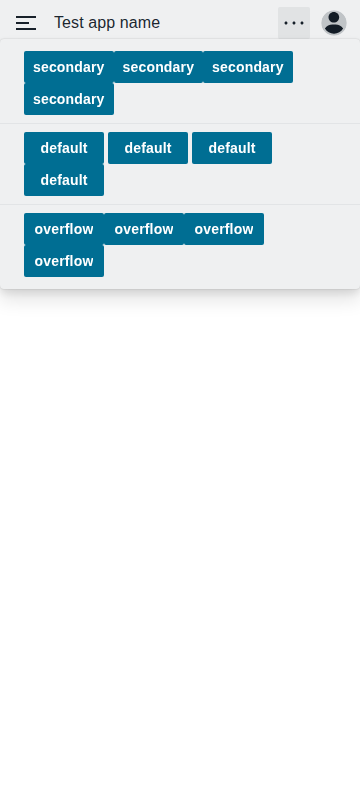 Test app name
secondary secondary secondary
secondary
default default default
default
overflow overflow overflow
overflow